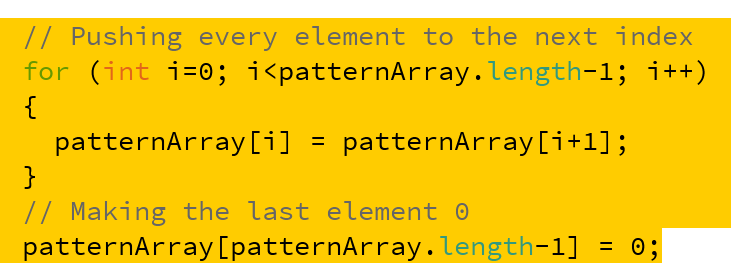 // Pushing every element to the next index
for (int i=0; i<patternArray.length-1; i++)
{
  patternArray[i] = patternArray[i+1];
}
// Making the last element 0
patternArray[patternArray.length-1] = 0;